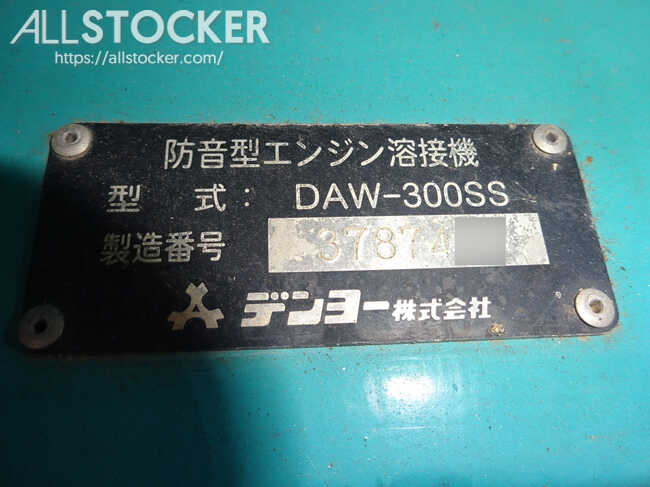 ALLSTOCKER
https://allstocker.com/
防音型エンジン溶接機
型 式: DAW-300SS
製造番号 37874
デンヨー株式会社